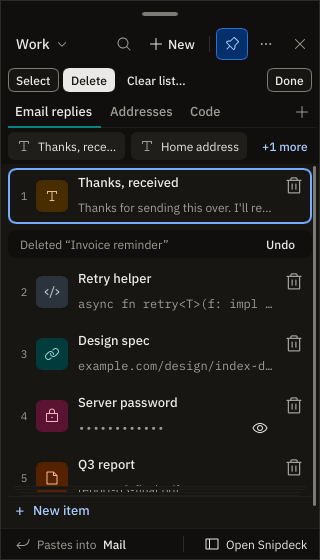 Work
New
Select Delete Clear list... Done
Email replies Addresses Code
Thanks, rece... Home address +1 more
1 Thanks, received
Thanks for sending this over. I'll re...
Deleted “Invoice reminder” Undo
2 Retry helper
async fn retry<T>(f: impl …
3 Design spec
example.com/design/index-d…
4 Server password
••••••••••••
5 Q3 report
+ New item
Pastes into Mail Open Snipdeck